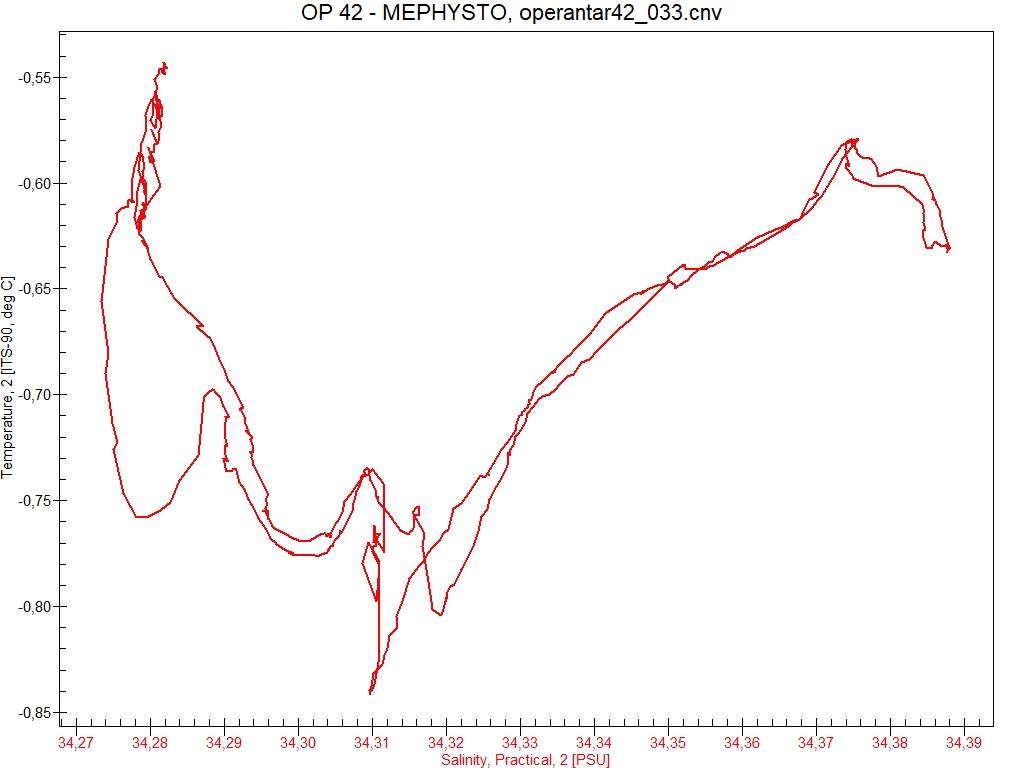 OP 42 - MEPHYSTO, operantar42_033.cnv
Temperature, 2 [ITS-90, deg C]
-0,55
-0,60
-0,65
-0,70
-0,75
-0,80
-0,85
34,27 34,28 34,29 34,30 34,31 34,32 34,33 34,34 34,35 34,36 34,37 34,38 34,39
Salinity, Practical, 2 [PSU]